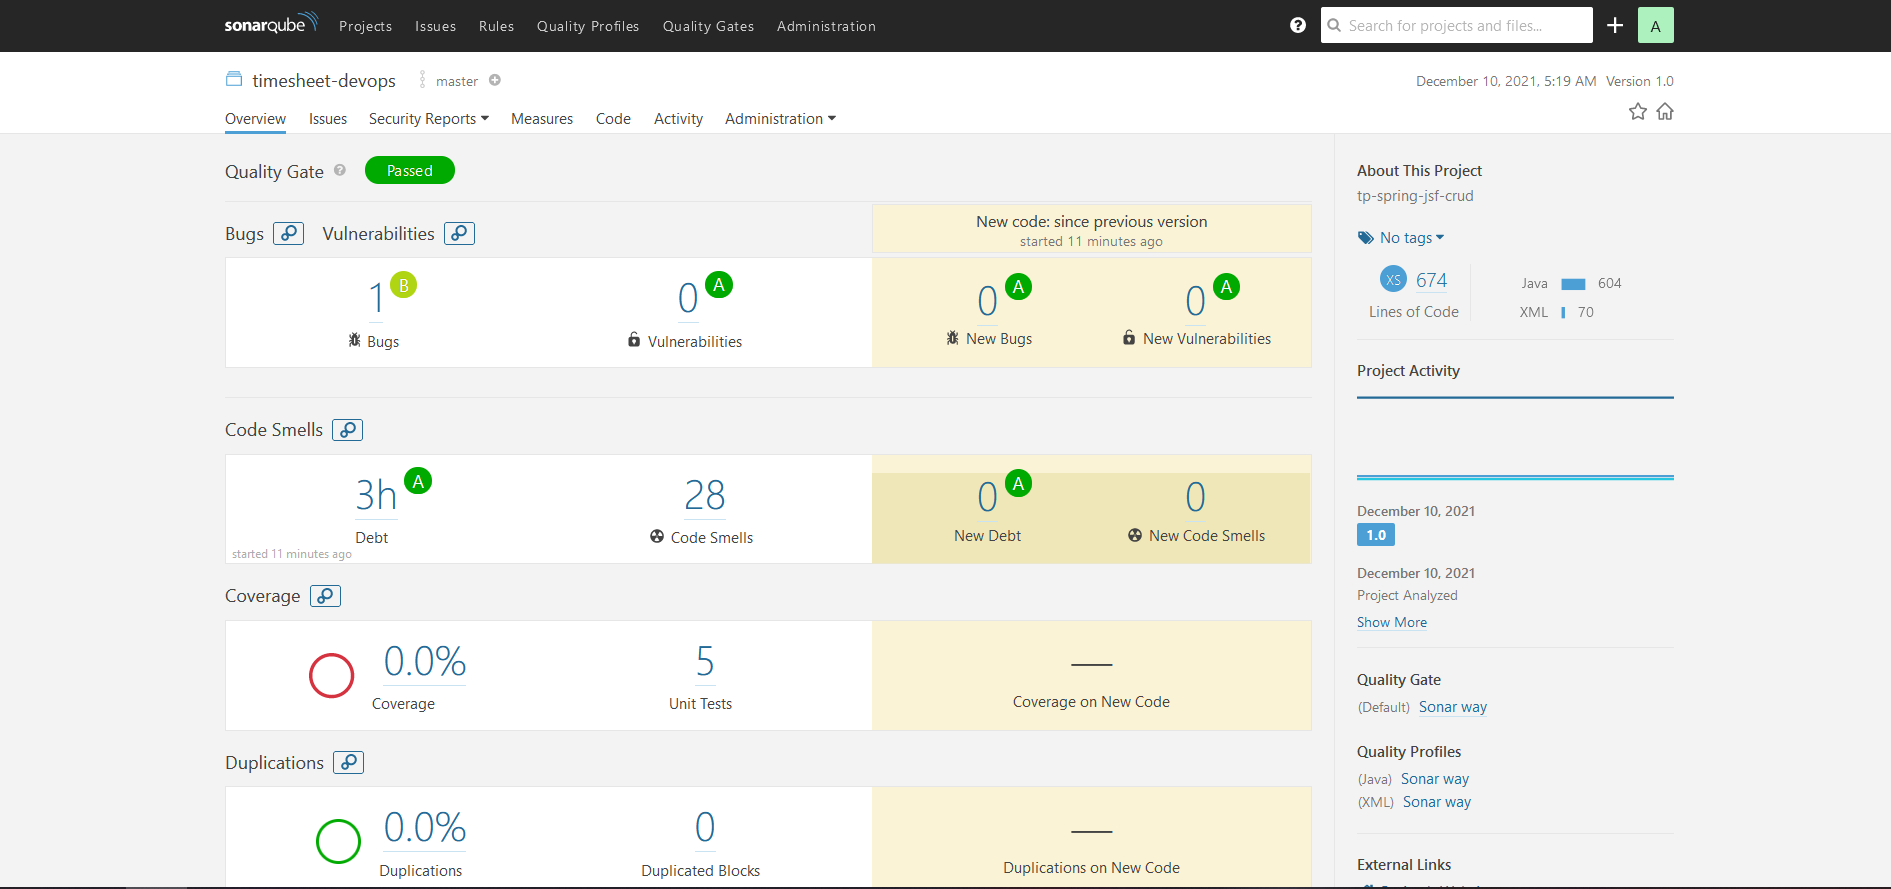 sonarqube Projects Issues Rules Quality Profiles Quality Gates Administration ? Search for projects and files... A
timesheet-devops master December 10, 2021, 5:19 AM Version 1.0
Overview Issues Security Reports Measures Code Activity Administration
Quality Gate ? Passed
Bugs Vulnerabilities
New code: since previous version
started 11 minutes ago
1 B 0 A 0 A 0 A
Bugs Vulnerabilities New Bugs New Vulnerabilities
Code Smells
3h A 28 0 A 0
Debt Code Smells New Debt New Code Smells
started 11 minutes ago
Coverage
0.0% 5 —
Coverage Unit Tests Coverage on New Code
Duplications
0.0% 0 —
Duplications Duplicated Blocks Duplications on New Code
About This Project
tp-spring-jsf-crud
No tags
XS 674 Java 604
Lines of Code XML 70
Project Activity
December 10, 2021
1.0
December 10, 2021
Project Analyzed
Show More
Quality Gate
(Default) Sonar way
Quality Profiles
(Java) Sonar way
(XML) Sonar way
External Links